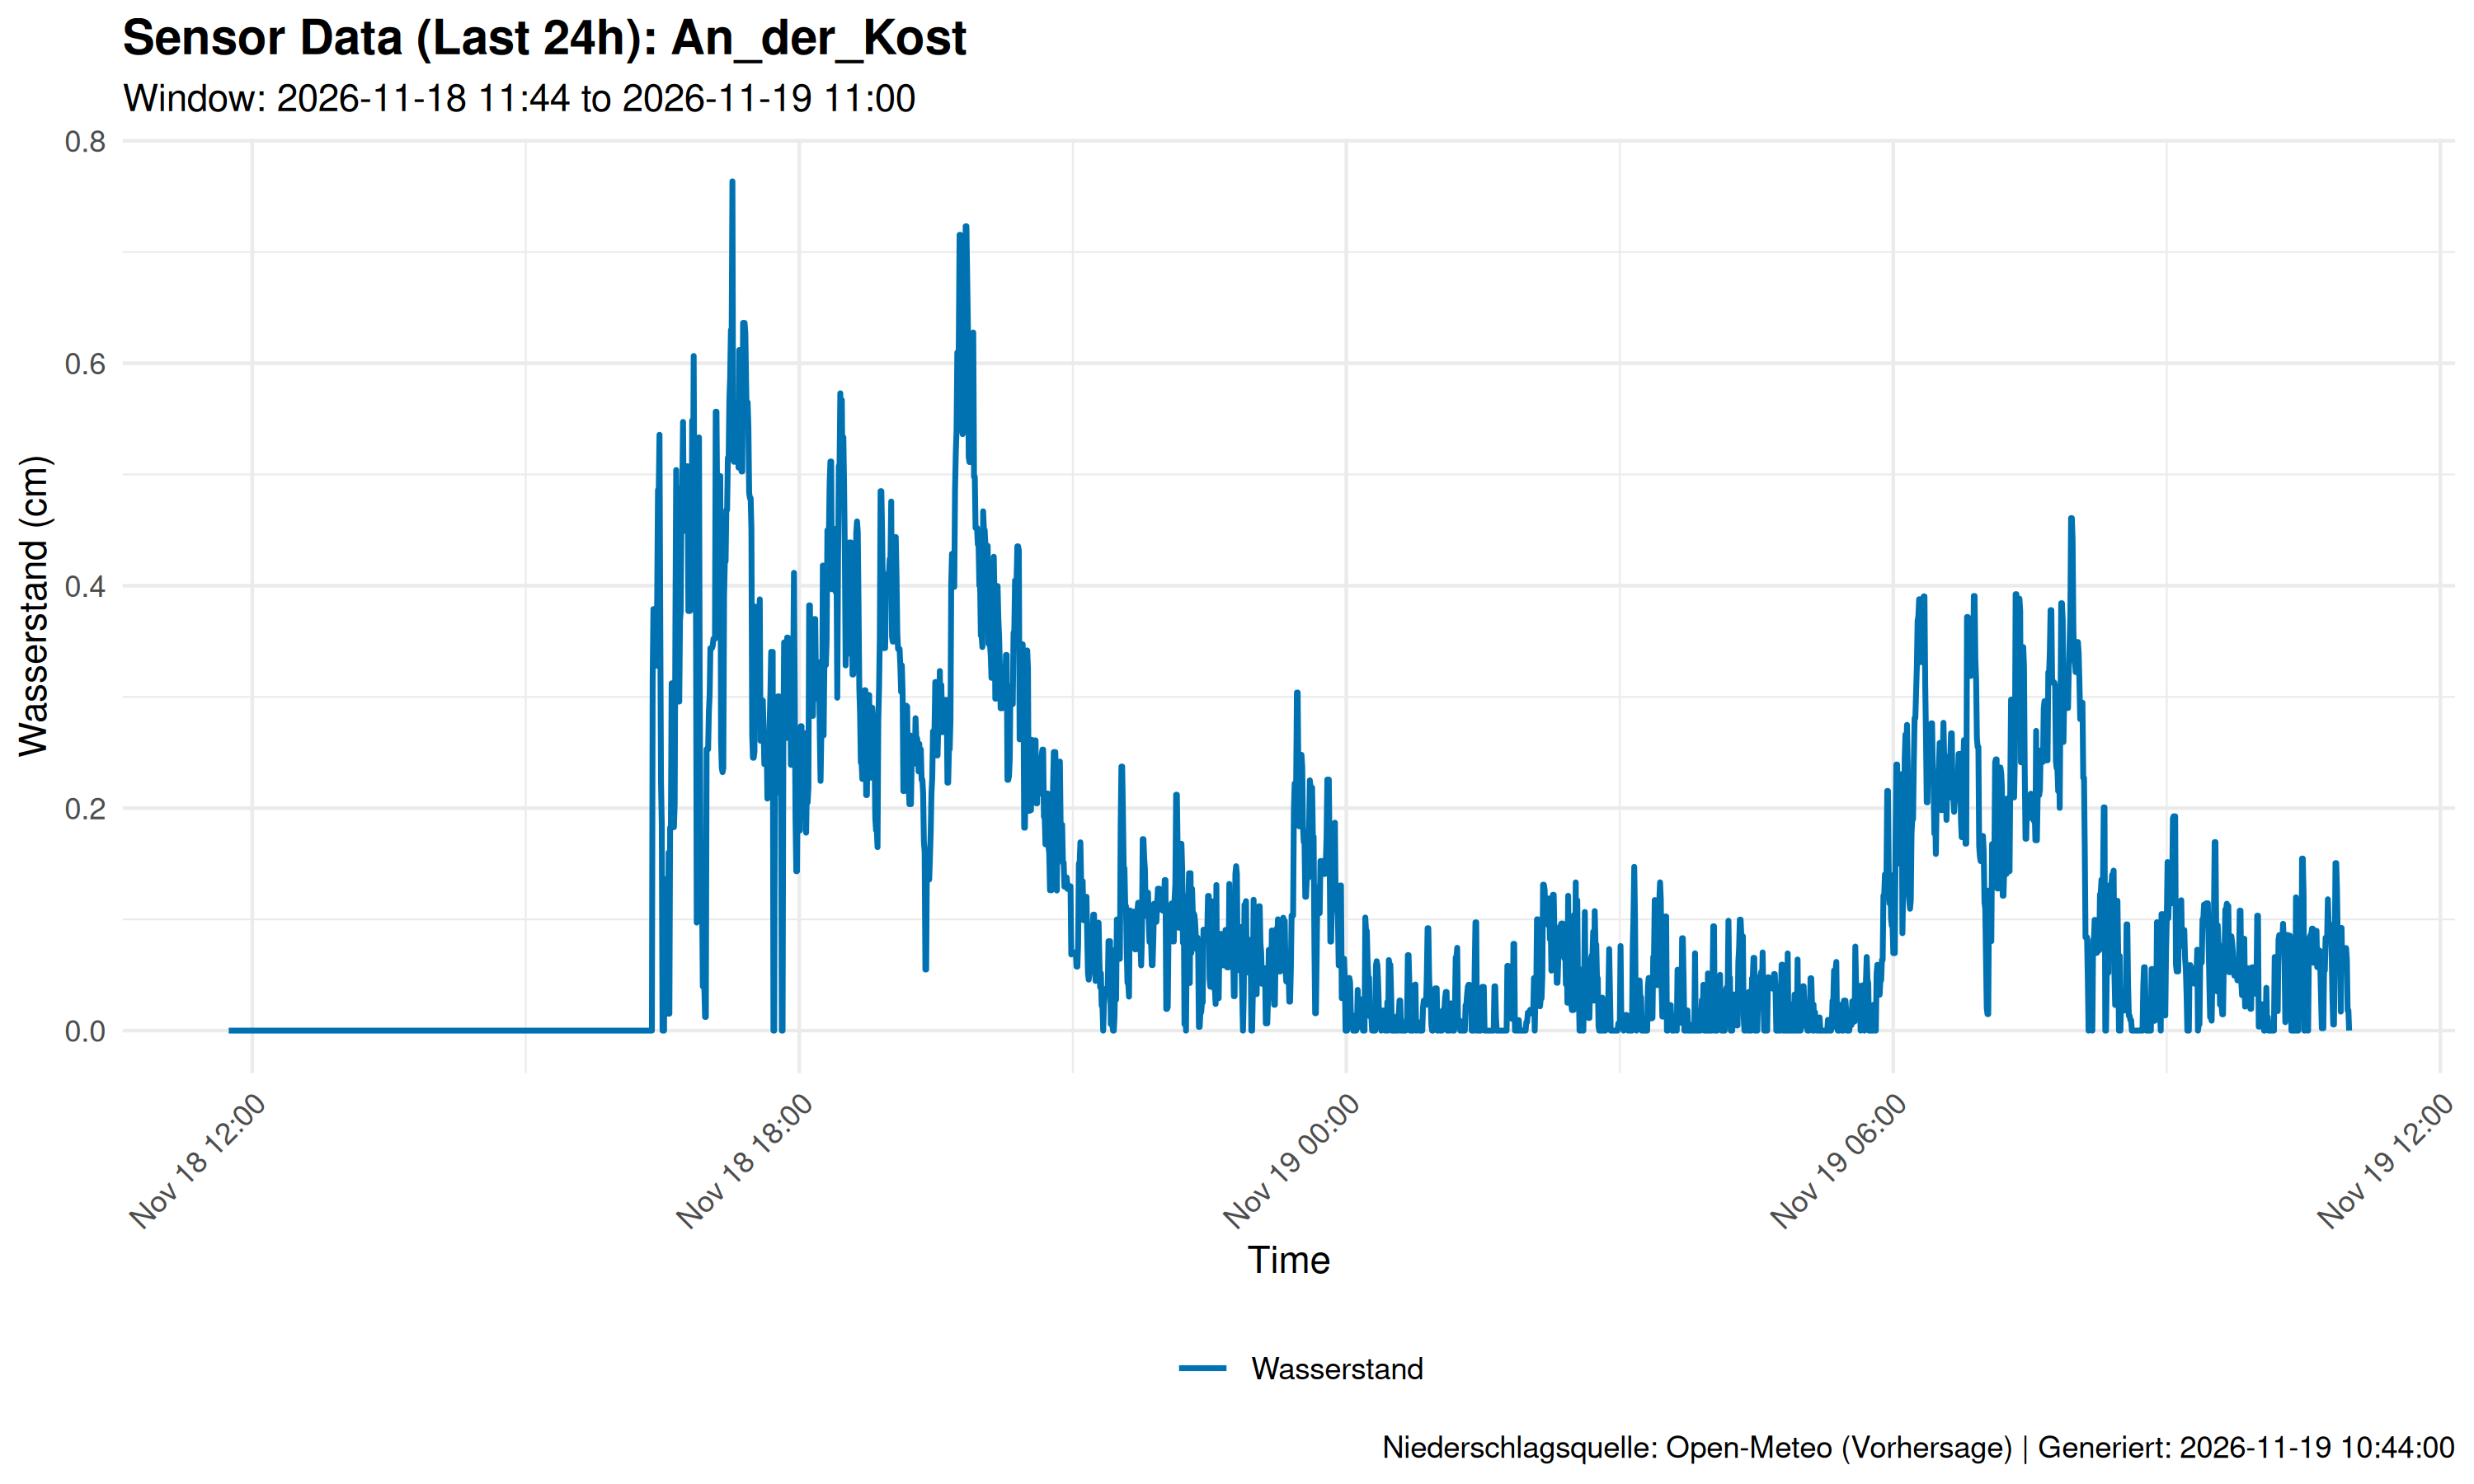 Sensor Data (Last 24h): An_der_Kost
Window: 2026-11-18 11:44 to 2026-11-19 11:00
Wasserstand (cm)
0.8
0.6
0.4
0.2
0.0
Nov 18 12:00
Nov 18 18:00
Nov 19 00:00
Nov 19 06:00
Nov 19 12:00
Time
Wasserstand
Niederschlagsquelle: Open-Meteo (Vorhersage) | Generiert: 2026-11-19 10:44:00